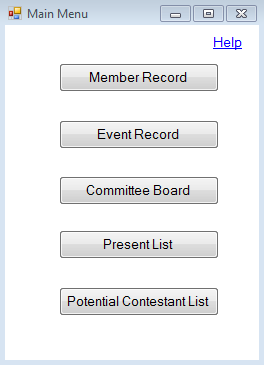 Main Menu
Help
Member Record
Event Record
Committee Board
Present List
Potential Contestant List